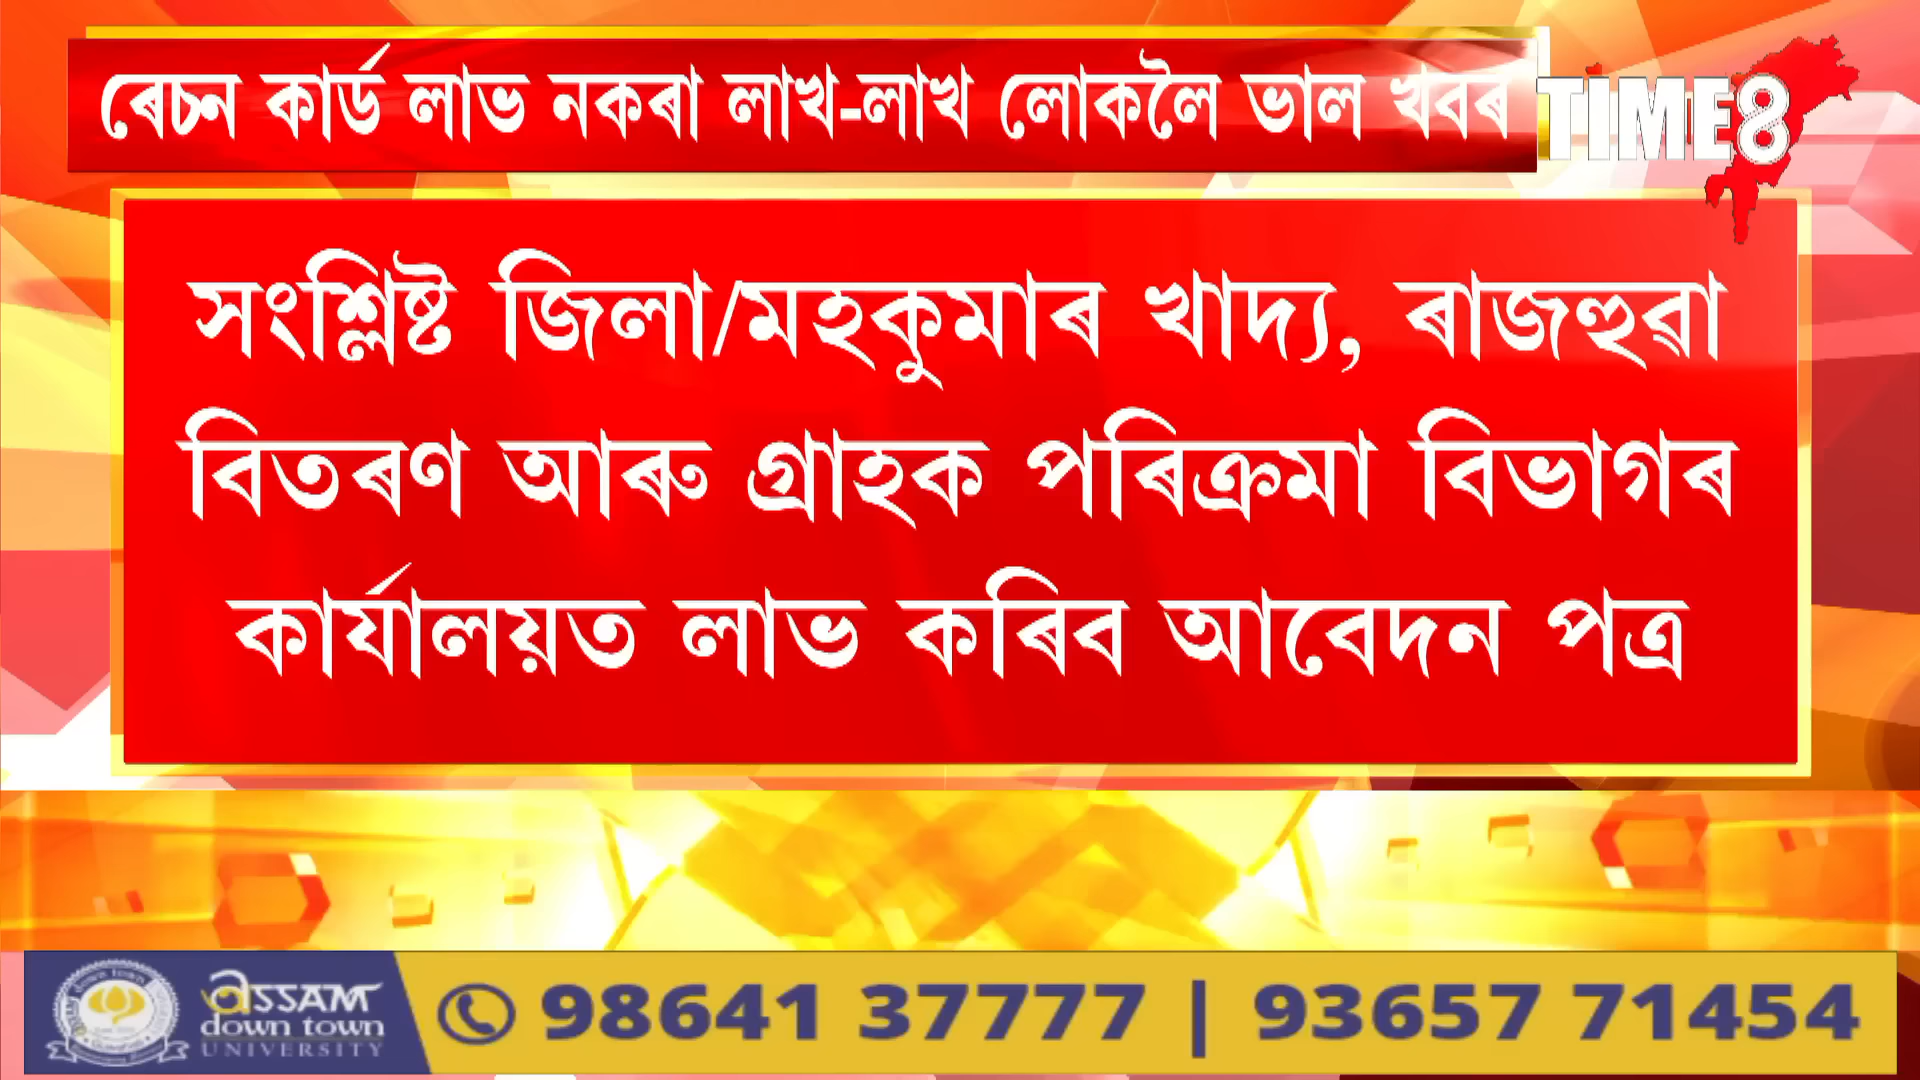 ৰেচন কার্ড লাভ নকৰা লাখ-লাখ লোকলৈ ভাল খবৰ
TIME8
সংশ্লিষ্ট জিলা/মহকুমাৰ খাদ্য, ৰাজহুৱা
বিতৰণ আৰু গ্ৰাহক পৰিক্ৰমা বিভাগৰ
কাৰ্যালয়ত লাভ কৰিব আবেদন পত্ৰ
assam
down town
UNIVERSITY
98641 37777 | 93657 71454